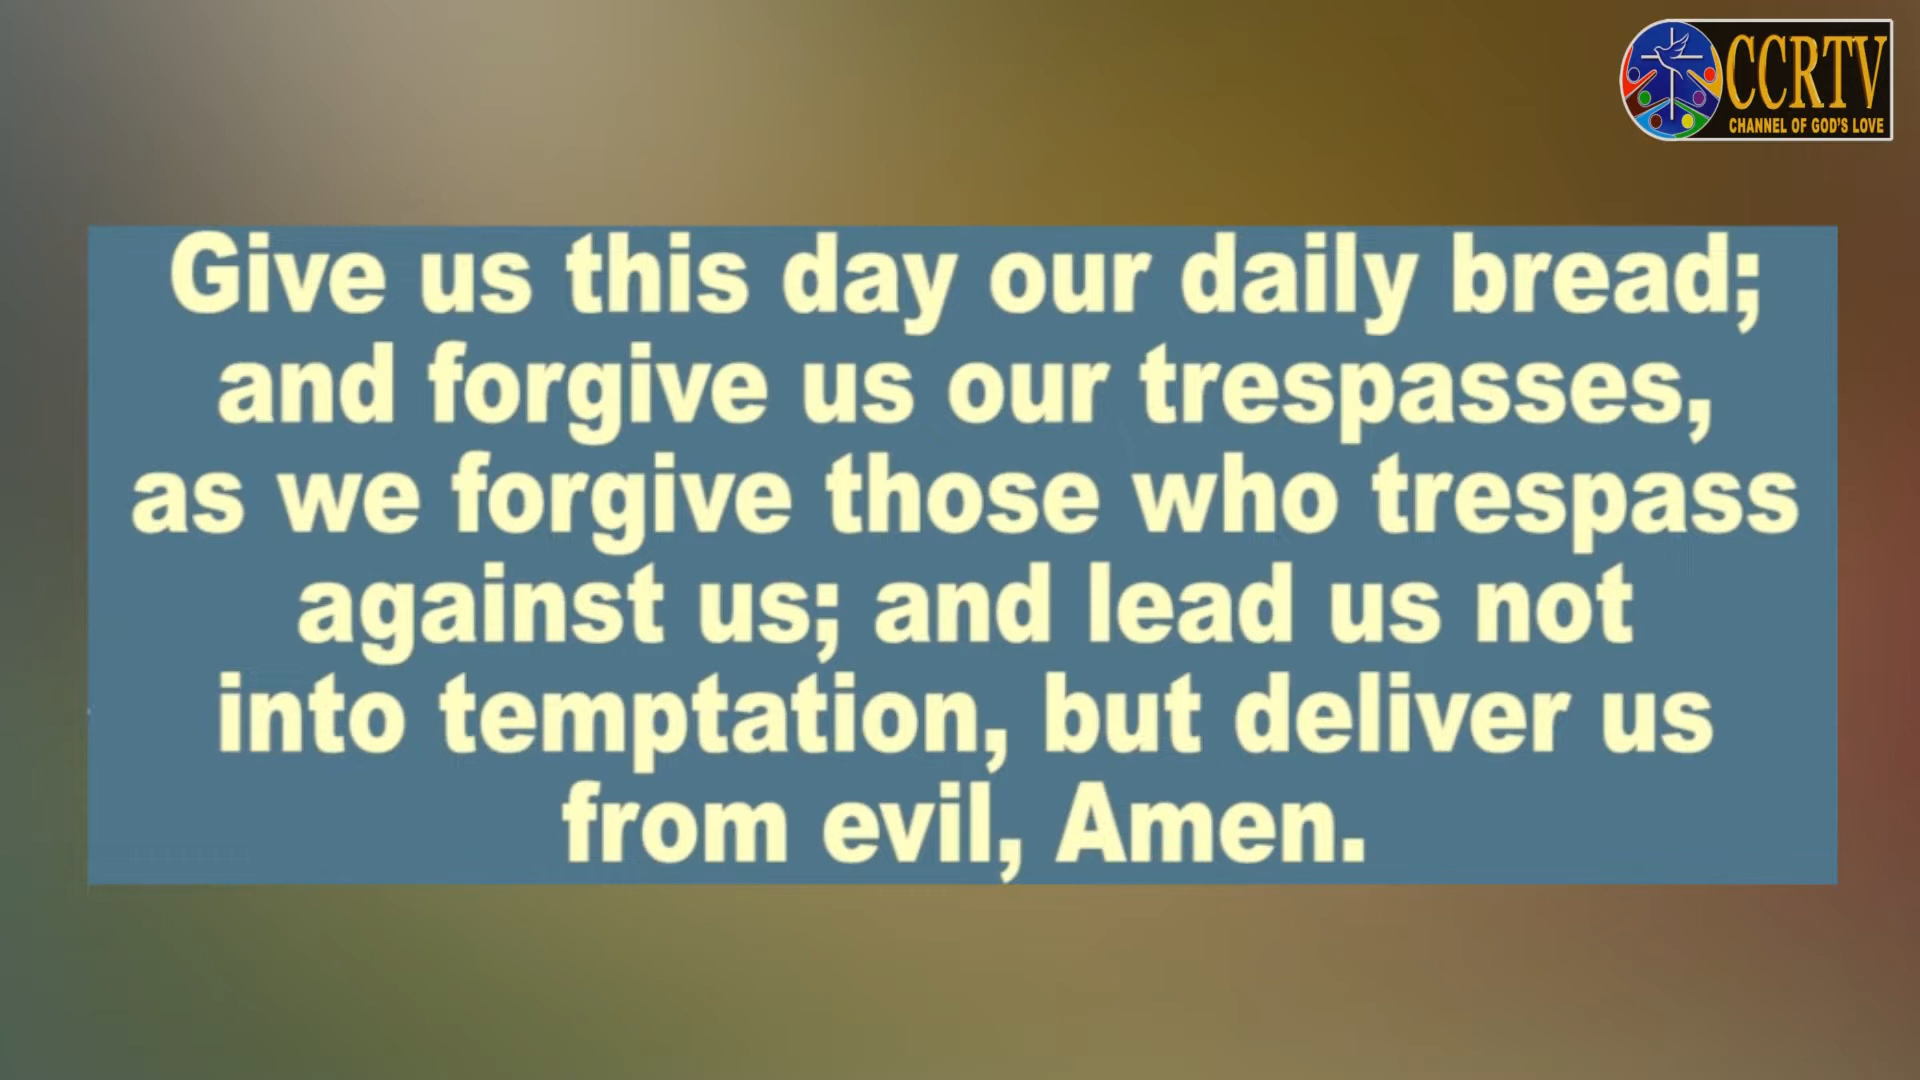 CCRTV
CHANNEL OF GOD'S LOVE
Give us this day our daily bread;
and forgive us our trespasses,
as we forgive those who trespass
against us; and lead us not
into temptation, but deliver us
from evil, Amen.